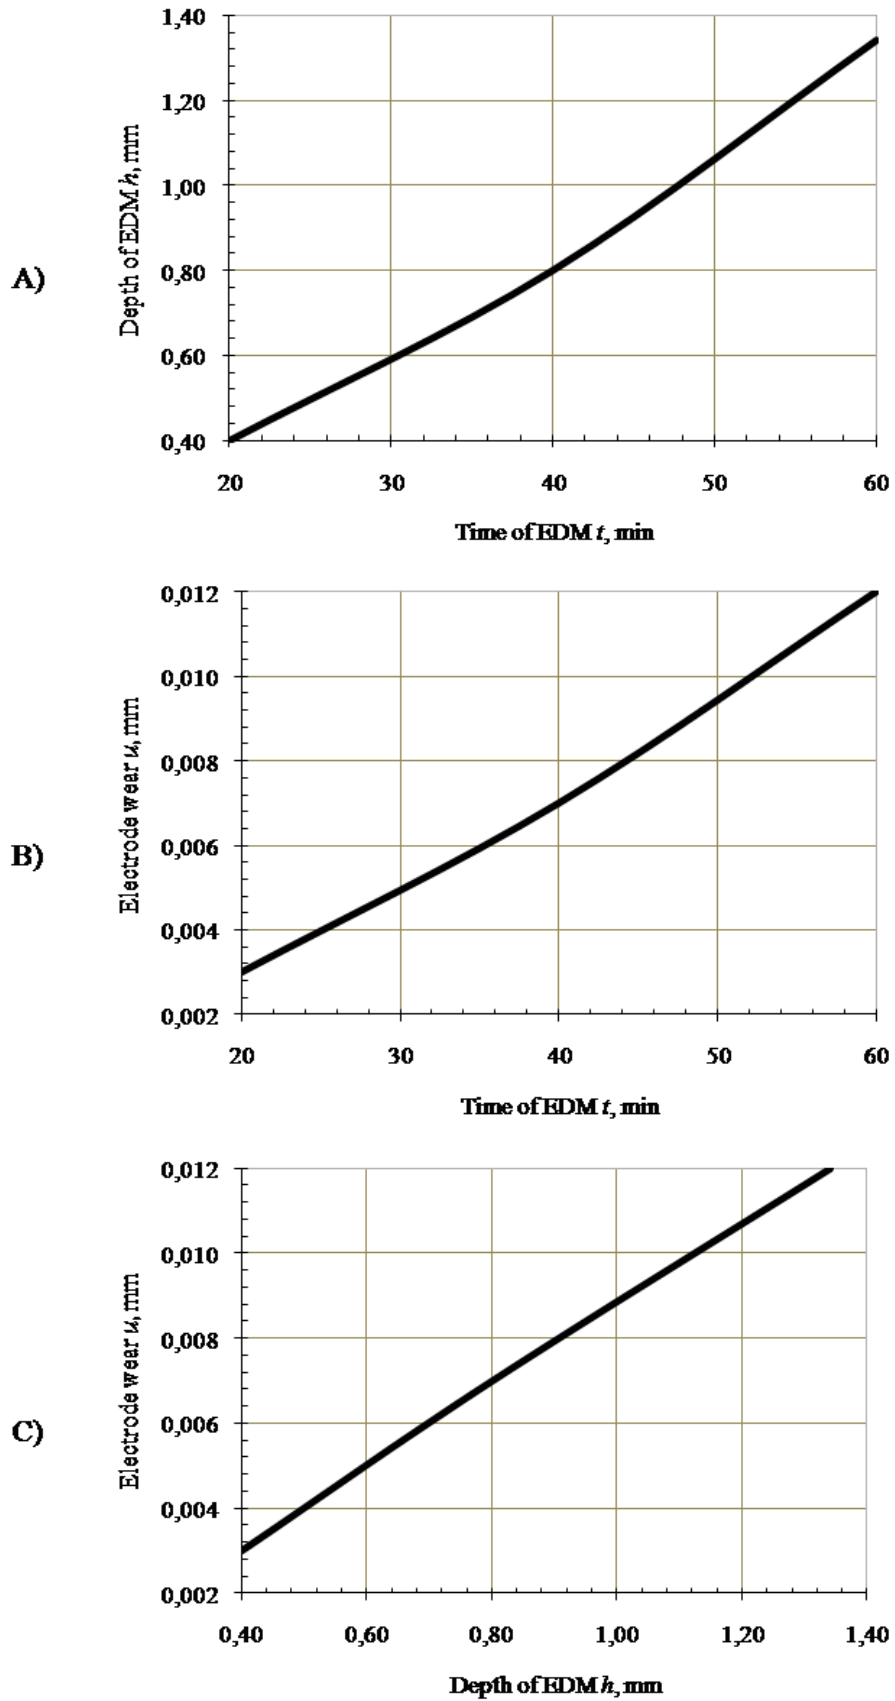 A)
Depth of EDM h, mm
1,40
1,20
1,00
0,80
0,60
0,40
20 30 40 50 60
Time of EDM t, min
B)
Electrode wear u, mm
0,012
0,010
0,008
0,006
0,004
0,002
20 30 40 50 60
Time of EDM t, min
C)
Electrode wear u, mm
0,012
0,010
0,008
0,006
0,004
0,002
0,40 0,60 0,80 1,00 1,20 1,40
Depth of EDM h, mm